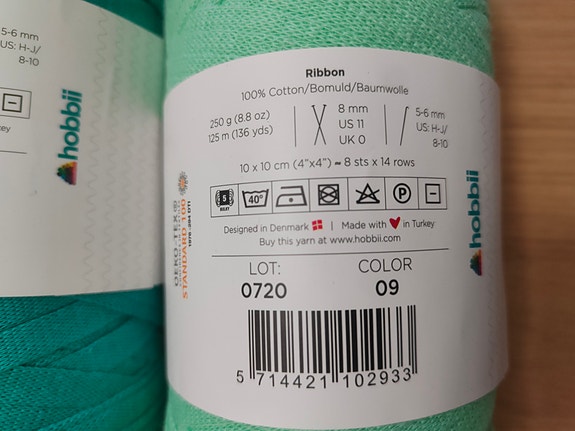 5-6 mm
US: H-J/
8-10
hobbii
Ribbon
100% Cotton/Bomuld/Baumwolle
250 g (8.8 oz)
125 m (136 yds)
8 mm
US 11
UK 0
5-6 mm
US: H-J/
8-10
10 x 10 cm (4"x4") = 8 sts x 14 rows
5
BULKY
40°
P
Designed in Denmark | Made with in Turkey
Buy this yarn at www.hobbii.com
OEKO-TEX®
STANDARD 100
hobbii
LOT:
0720
COLOR
09
5 714421 102933